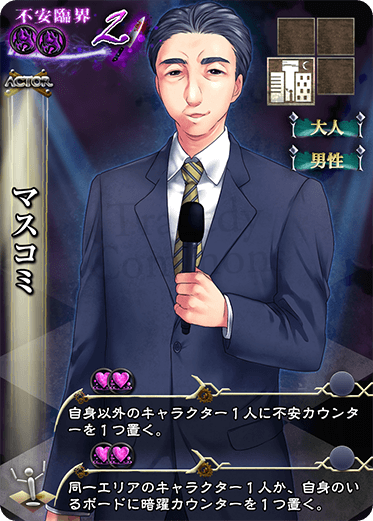 不安臨界
2
ACTOR
大人
男性
マスコミ
Tragedy
Commons
自身以外のキャラクター1人に不安カウンタ
ーを1つ置く。
同一エリアのキャラクター1人か、自身のい
るボードに暗躍カウンターを1つ置く。